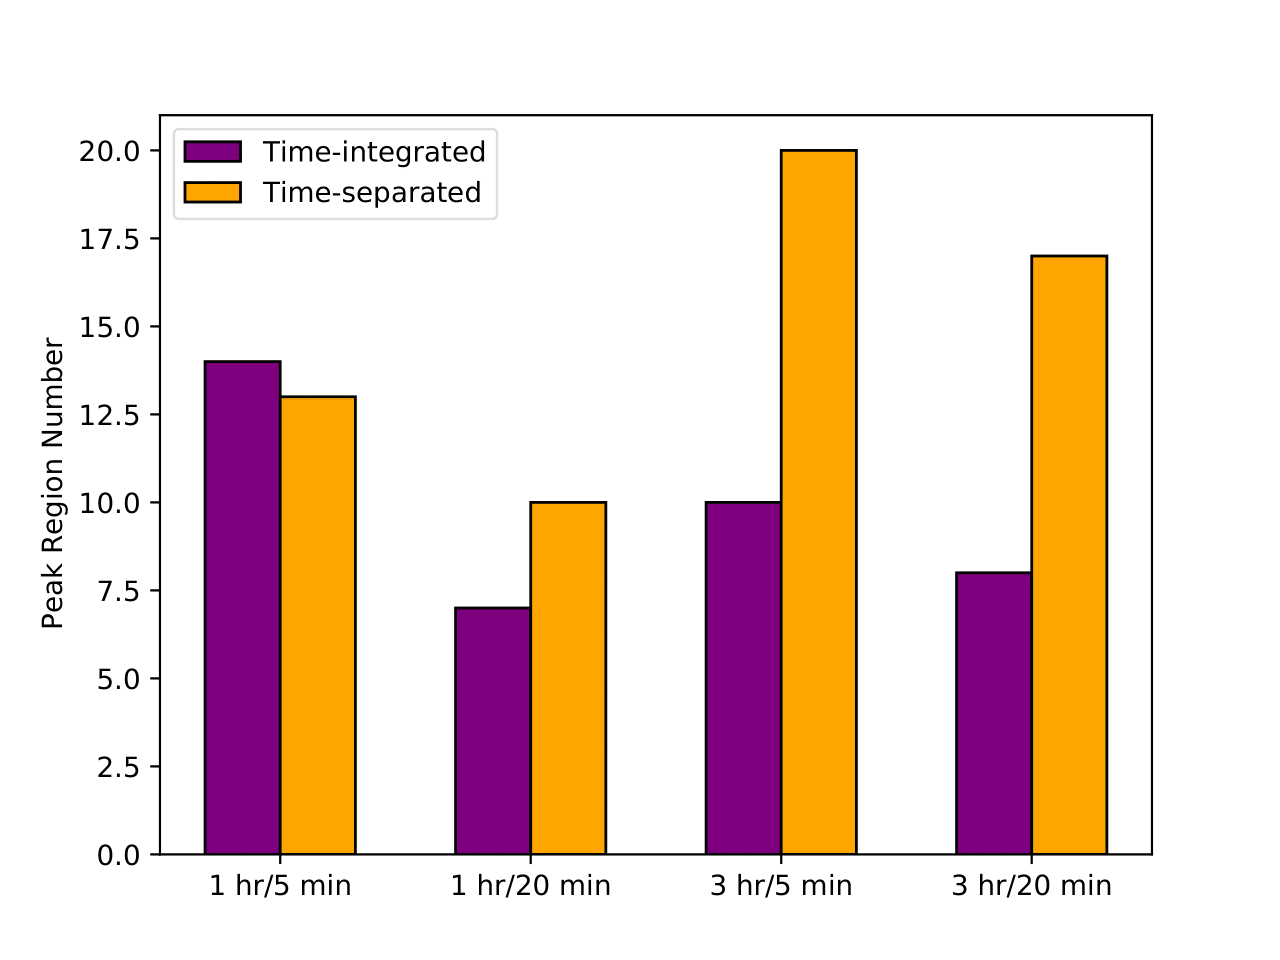 Time-integrated
Time-separated
20.0
17.5
15.0
12.5
10.0
7.5
5.0
2.5
0.0
Peak Region Number
1 hr/5 min
1 hr/20 min
3 hr/5 min
3 hr/20 min